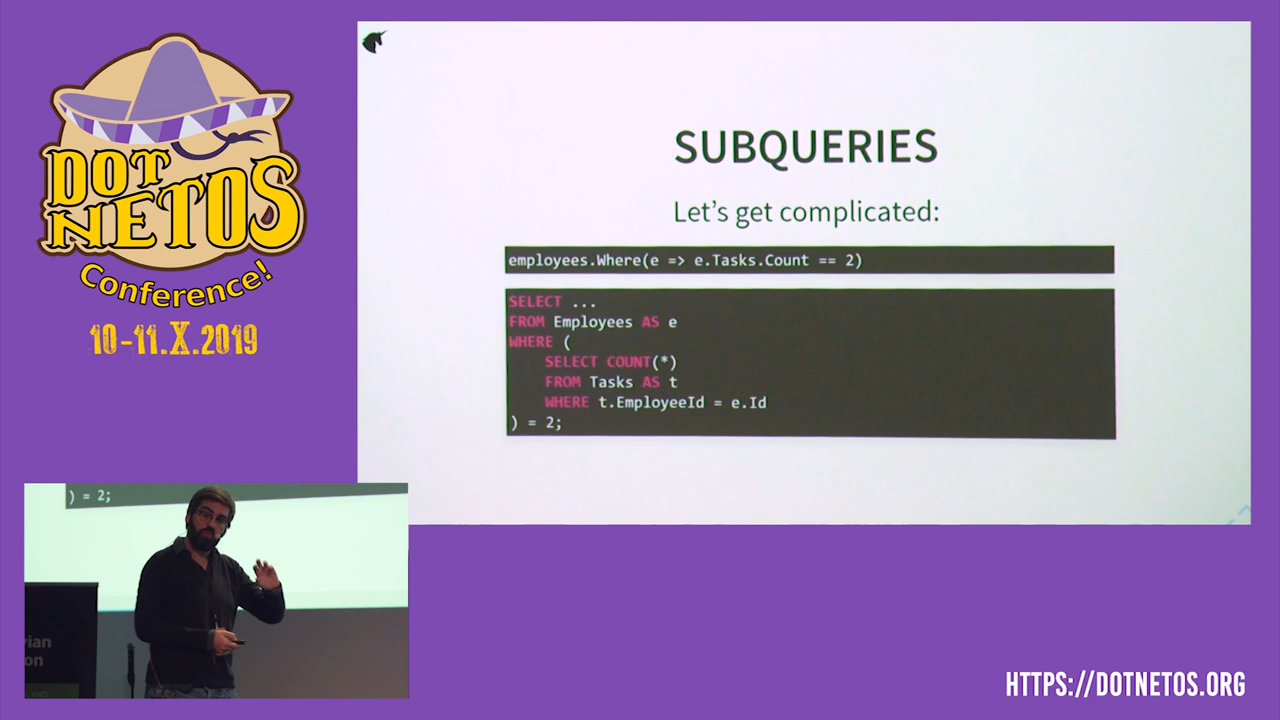 DOT
NETOS
Conference!
10-11.X.2019
SUBQUERIES
Let's get complicated:
employees.Where(e => e.Tasks.Count == 2)
SELECT ...
FROM Employees AS e
WHERE (
SELECT COUNT(*)
FROM Tasks AS t
WHERE t.EmployeeId = e.Id
) = 2;
) = 2;
HTTPS://DOTNETOS.ORG